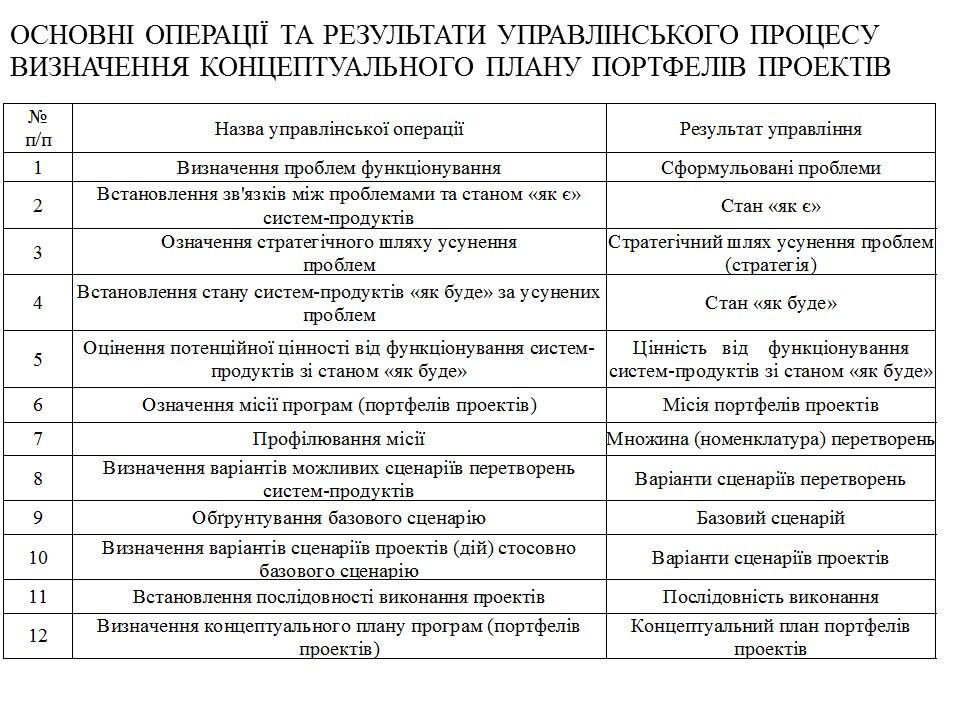 ОСНОВНІ ОПЕРАЦІЇ ТА РЕЗУЛЬТАТИ УПРАВЛІНСЬКОГО ПРОЦЕСУ
ВИЗНАЧЕННЯ КОНЦЕПТУАЛЬНОГО ПЛАНУ ПОРТФЕЛІВ ПРОЕКТІВ
№
п/п
Назва управлінської операції
Результат управління
1
Визначення проблем функціонування
Сформульовані проблеми
2
Встановлення зв'язків між проблемами та станом «як є»
систем-продуктів
Стан «як є»
3
Означення стратегічного шляху усунення
проблем
Стратегічний шлях усунення проблем
(стратегія)
4
Встановлення стану систем-продуктів «як буде» за усунених
проблем
Стан «як буде»
5
Оцінення потенційної цінності від функціонування систем-
продуктів зі станом «як буде»
Цінність від функціонування
систем-продуктів зі станом «як буде»
6
Означення місії програм (портфелів проектів)
Місія портфелів проектів
7
Профілювання місії
Множина (номенклатура) перетворень
8
Визначення варіантів можливих сценаріїв перетворень
систем-продуктів
Варіанти сценаріїв перетворень
9
Обґрунтування базового сценарію
Базовий сценарій
10
Визначення варіантів сценаріїв проектів (дій) стосовно
базового сценарію
Варіанти сценаріїв проектів
11
Встановлення послідовності виконання проектів
Послідовність виконання
12
Визначення концептуального плану програм (портфелів
проектів)
Концептуальний план портфелів
проектів